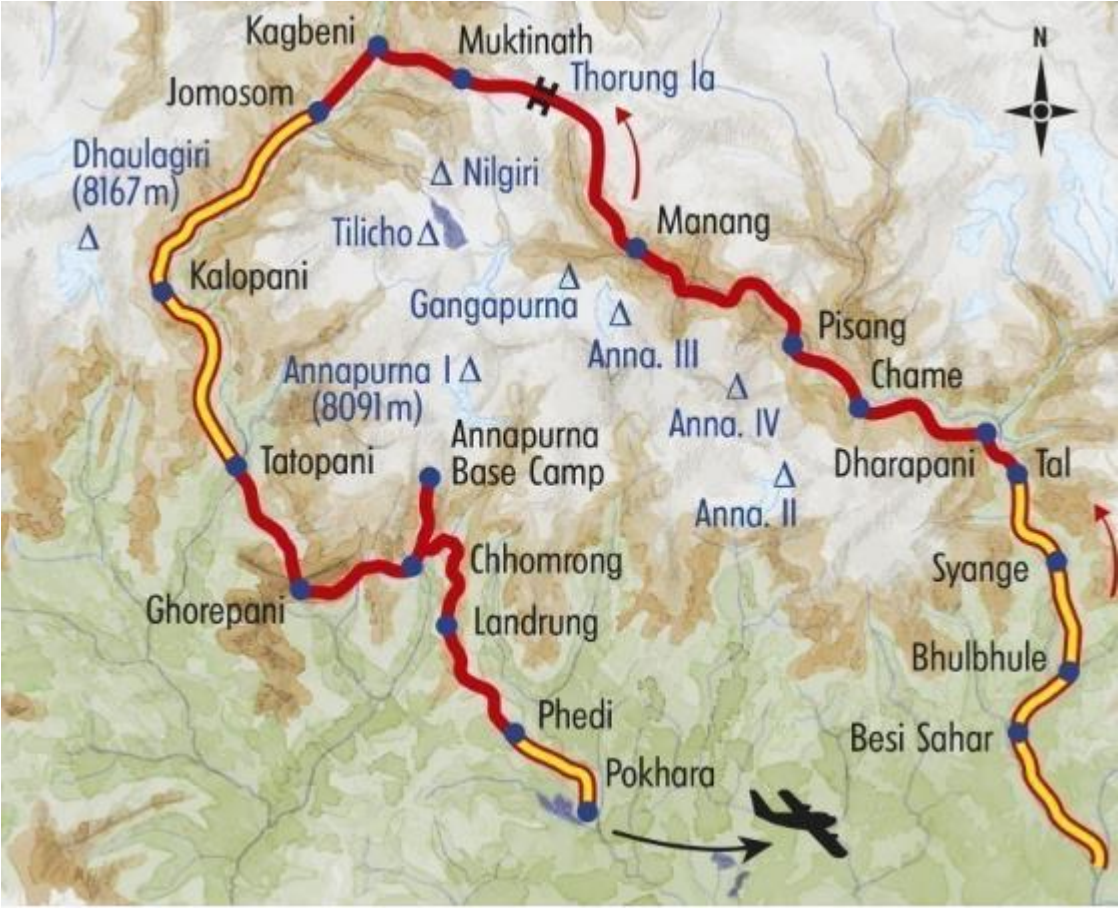 N
Kagbeni
Muktinath
Thorung la
Jomosom
Dhaulagiri
(8167m)
Nilgiri
Tilicho
Manang
Kalopani
Gangapurna
Pisang
Anna. III
Chame
Annapurna I
(8091m)
Anna. IV
Annapurna
Base Camp
Tatopani
Dharapani
Tal
Anna. II
Chhomrong
Syange
Ghorepani
Landrung
Bhulbhule
Phedi
Besi Sahar
Pokhara